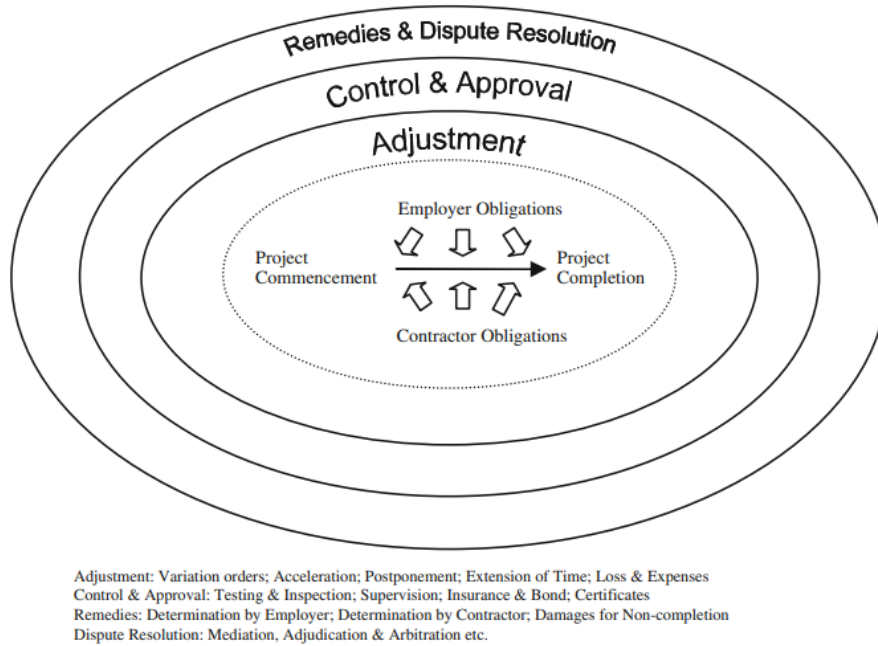 Remedies & Dispute Resolution
Control & Approval
Adjustment
Employer Obligations
Project
Commencement
Project
Completion
Contractor Obligations
Adjustment: Variation orders; Acceleration; Postponement; Extension of Time; Loss & Expenses
Control & Approval: Testing & Inspection; Supervision; Insurance & Bond; Certificates
Remedies: Determination by Employer; Determination by Contractor; Damages for Non-completion
Dispute Resolution: Mediation, Adjudication & Arbitration etc.